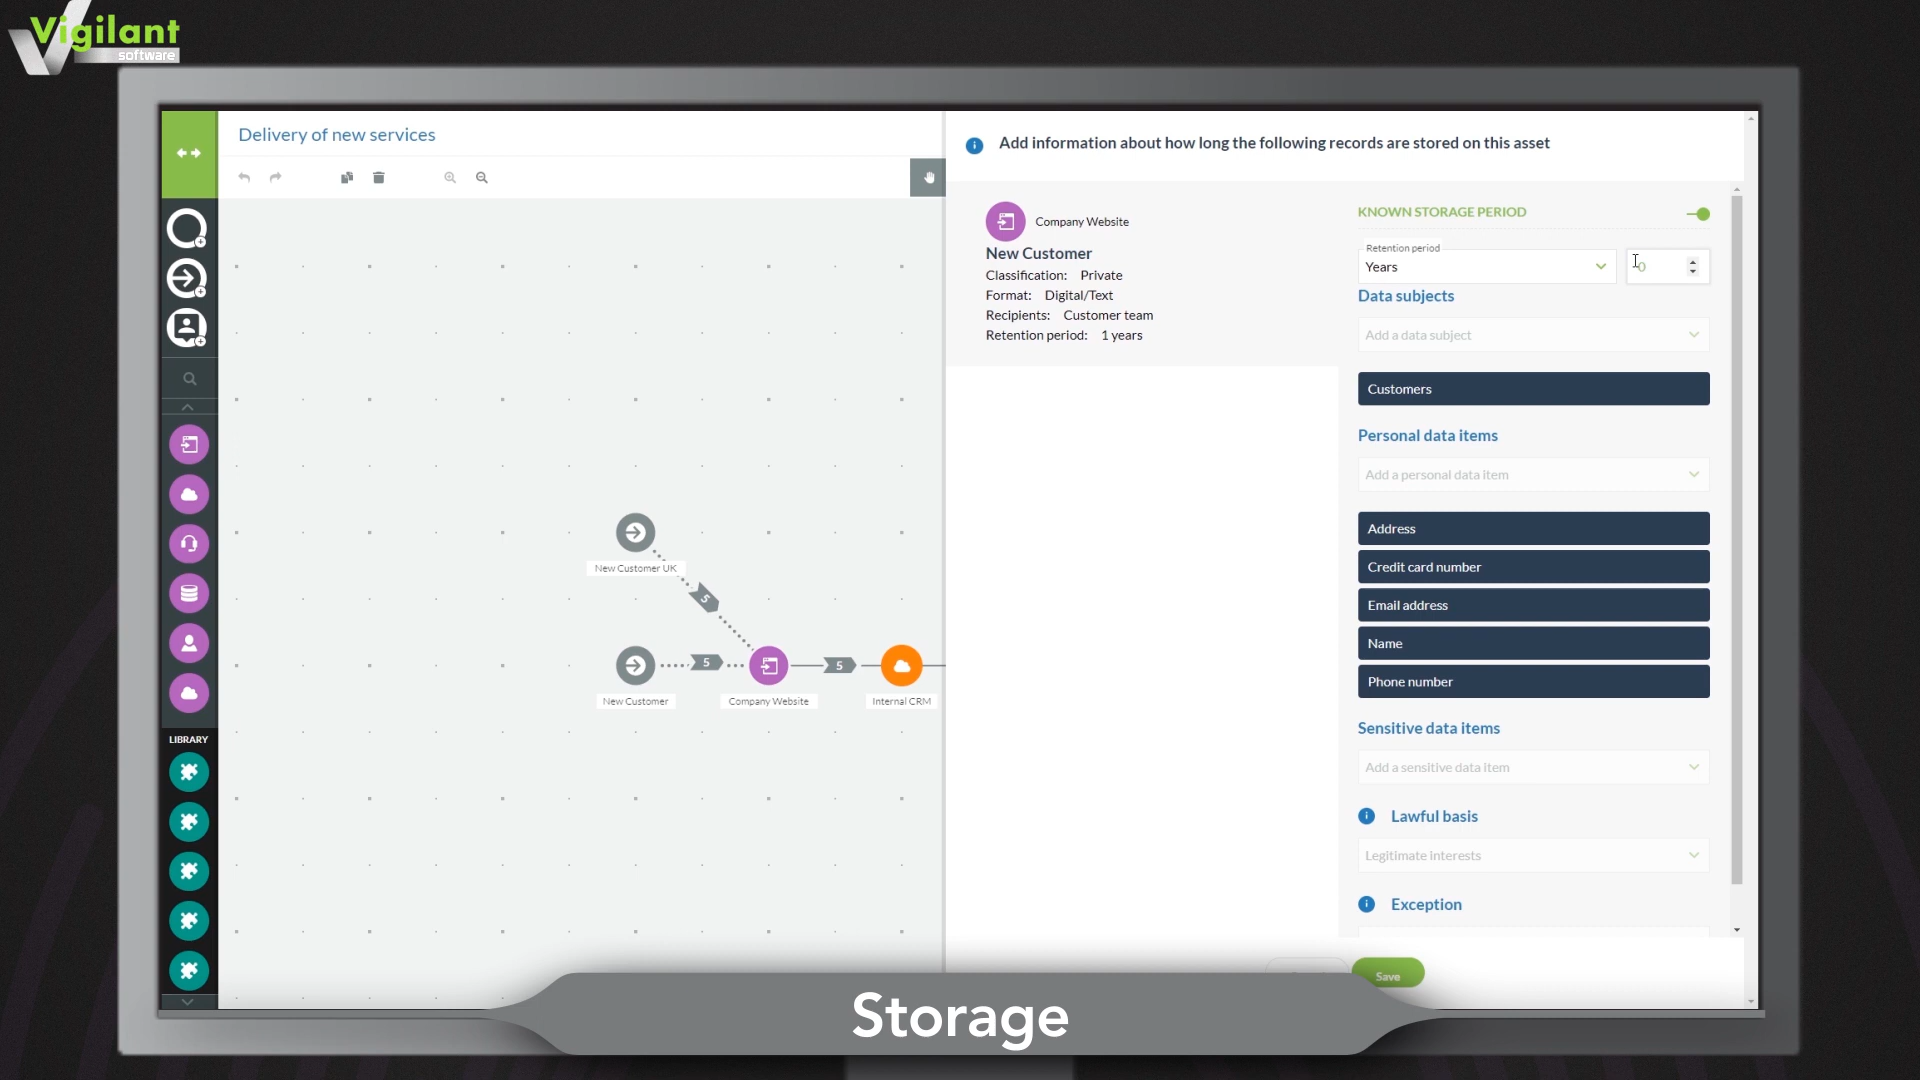 Vigilant
software
Delivery of new services
Add information about how long the following records are stored on this asset
Company Website
New Customer
Classification: Private
Format: Digital/Text
Recipients: Customer team
Retention period: 1 years
KNOWN STORAGE PERIOD
Retention period
Years
0
Data subjects
Add a data subject
Customers
Personal data items
Add a personal data item
Address
Credit card number
Email address
Name
Phone number
Sensitive data items
Add a sensitive data item
Lawful basis
Legitimate interests
Exception
Save
New Customer UK
5
5
5
New Customer
Company Website
Internal CRM
LIBRARY
Storage